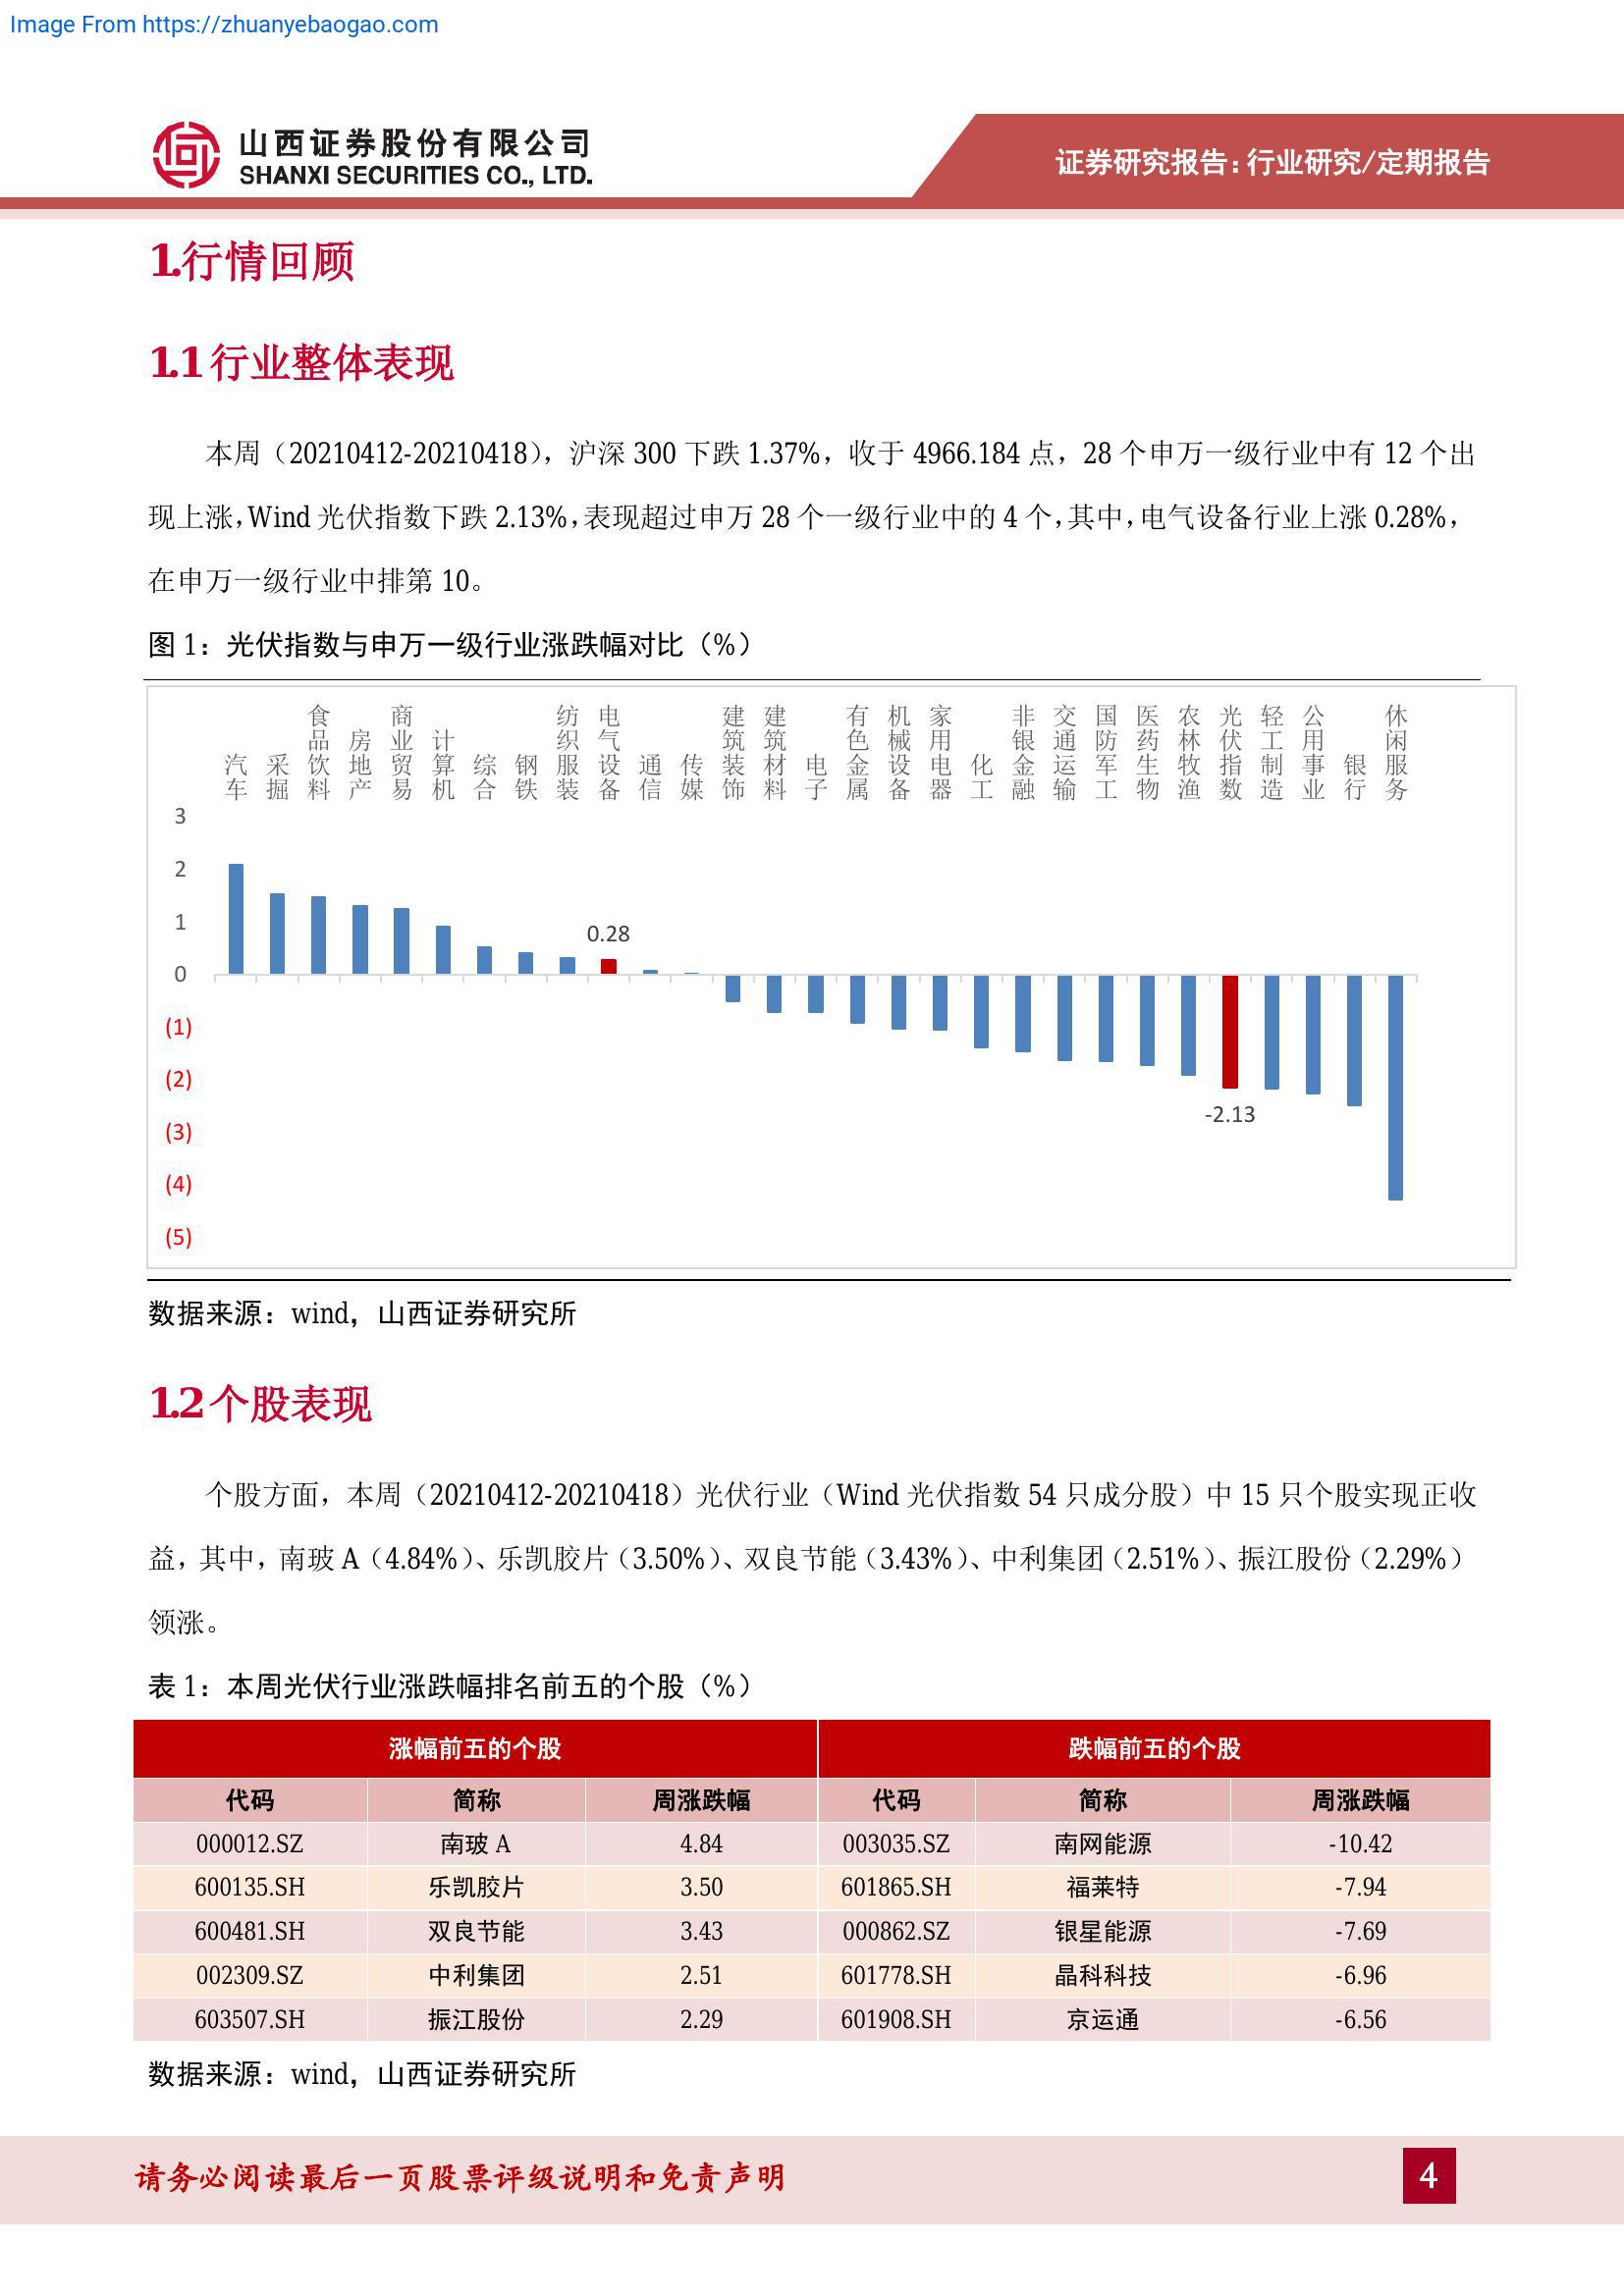 Image From https://zhuanyebaogao.com
山西证券股份有限公司
SHANXI SECURITIES CO., LTD.
证券研究报告：行业研究/定期报告
1.行情回顾
1.1 行业整体表现
本周（20210412-20210418），沪深 300 下跌 1.37%，收于 4966.184 点，28 个申万一级行业中有 12 个出
现上涨，Wind 光伏指数下跌 2.13%，表现超过申万 28 个一级行业中的 4 个，其中，电气设备行业上涨 0.28%，
在申万一级行业中排第 10。
图 1：光伏指数与申万一级行业涨跌幅对比（%）
汽车 采掘 食品饮料 房地产 商业贸易 计算机 综合 钢铁 纺织服装 电气设备 通信 传媒 建筑装饰 建筑材料 电子 有色金属 机械设备 家用电器 化工 非银金融 交通运输 国防军工 医药生物 农林牧渔 光伏指数 轻工制造 公用事业 银行 休闲服务
3
2
1
0.28
0
(1)
(2)
-2.13
(3)
(4)
(5)
数据来源：wind，山西证券研究所
1.2 个股表现
个股方面，本周（20210412-20210418）光伏行业（Wind 光伏指数 54 只成分股）中 15 只个股实现正收
益，其中，南玻 A（4.84%）、乐凯胶片（3.50%）、双良节能（3.43%）、中利集团（2.51%）、振江股份（2.29%）
领涨。
表 1：本周光伏行业涨跌幅排名前五的个股（%）
涨幅前五的个股 跌幅前五的个股
代码 简称 周涨跌幅 代码 简称 周涨跌幅
000012.SZ 南玻 A 4.84 003035.SZ 南网能源 -10.42
600135.SH 乐凯胶片 3.50 601865.SH 福莱特 -7.94
600481.SH 双良节能 3.43 000862.SZ 银星能源 -7.69
002309.SZ 中利集团 2.51 601778.SH 晶科科技 -6.96
603507.SH 振江股份 2.29 601908.SH 京运通 -6.56
数据来源：wind，山西证券研究所
请务必阅读最后一页股票评级说明和免责声明
4